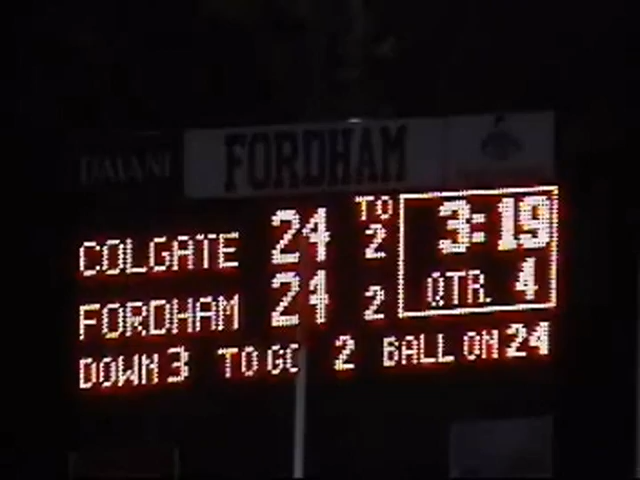 FORDHAM
TO
COLGATE 24 2 3:19
FORDHAM 24 2 QTR 4
DOWN 3 TO GO 2 BALL ON 24